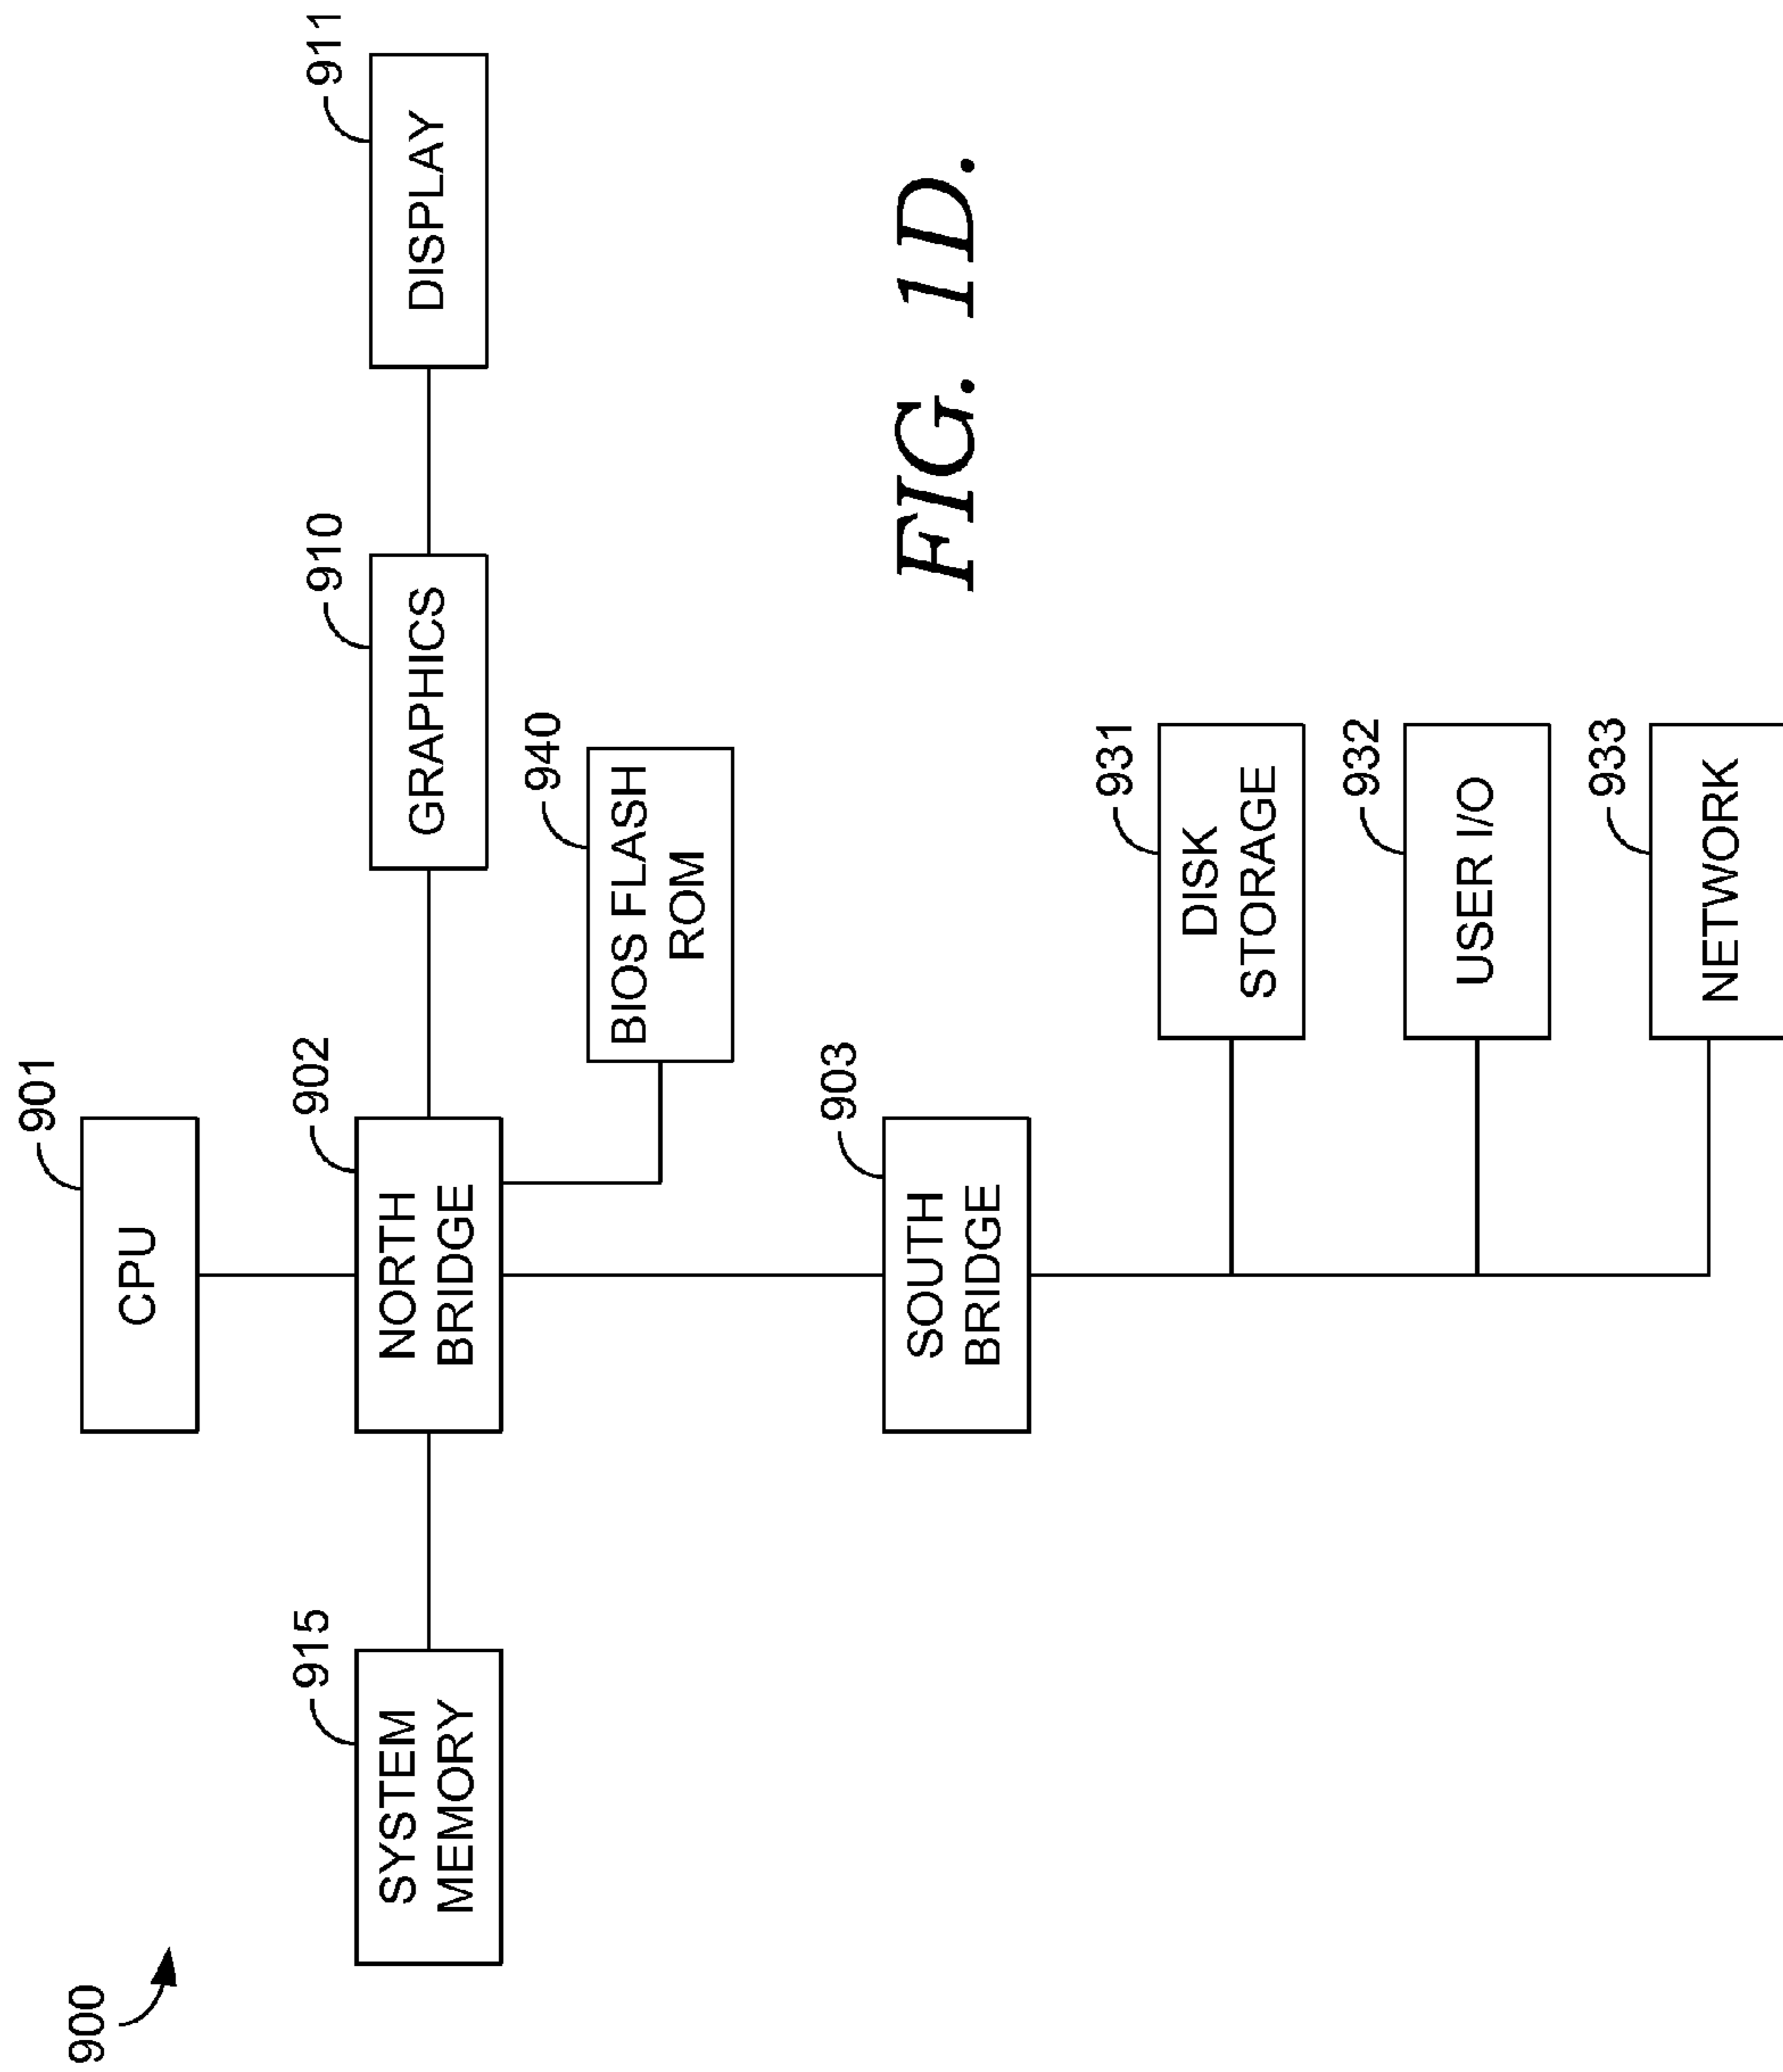 900
901
CPU
915
SYSTEM
MEMORY
902
NORTH
BRIDGE
910
GRAPHICS
911
DISPLAY
940
BIOS FLASH
ROM
903
SOUTH
BRIDGE
931
DISK
STORAGE
932
USER I/O
933
NETWORK
FIG. 1D.